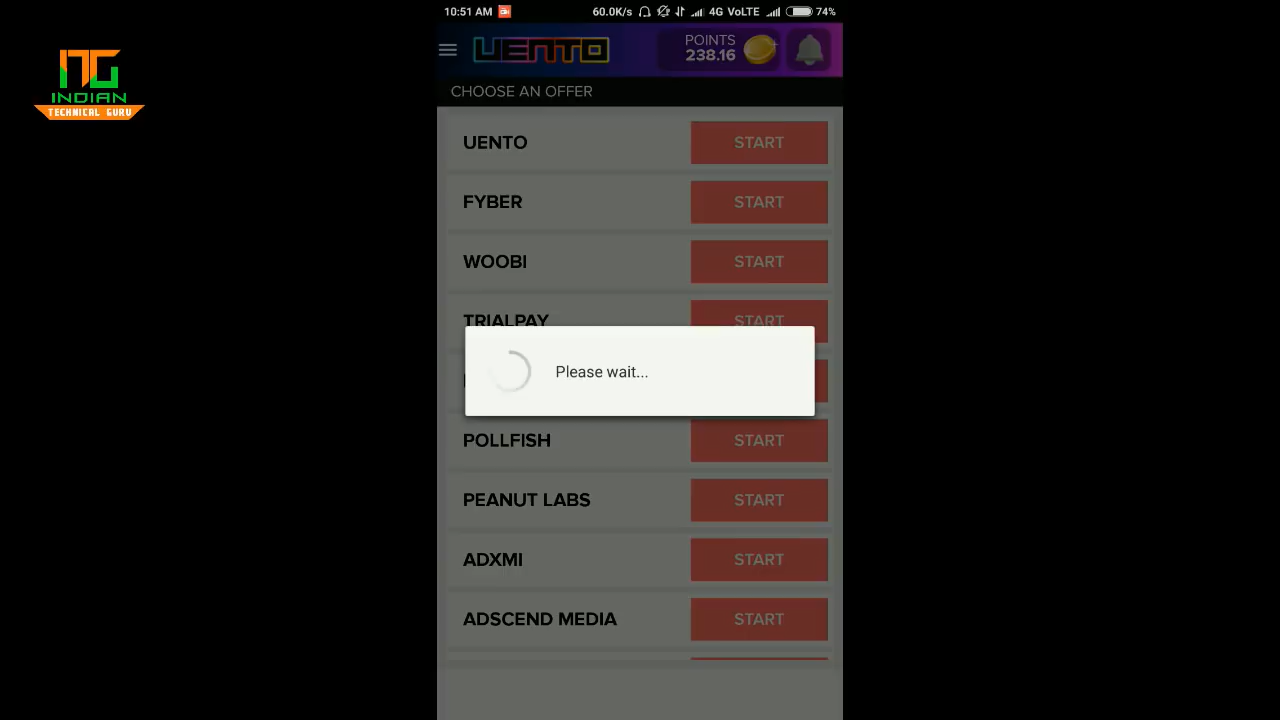 10:51 AM 60.0K/s 4G VoLTE 74%
ITG
INDIAN
TECHNICAL GURU
UENTO
POINTS
238.16
CHOOSE AN OFFER
UENTO START
FYBER START
WOOBI START
TRIALPAY START
Please wait...
POLLFISH START
PEANUT LABS START
ADXMI START
ADSCEND MEDIA START